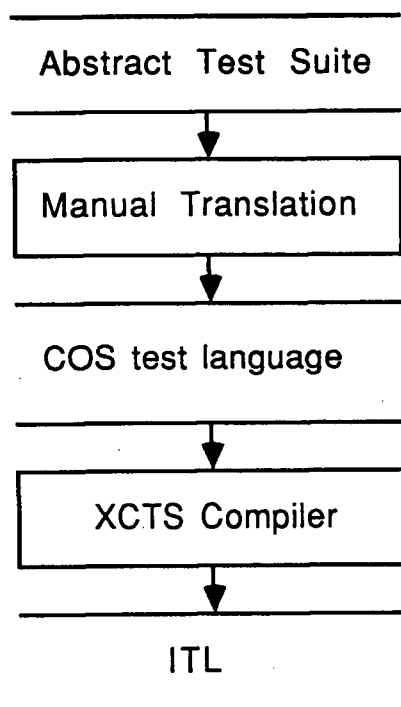 Abstract Test Suite
Manual Translation
COS test language
XCTS Compiler
ITL